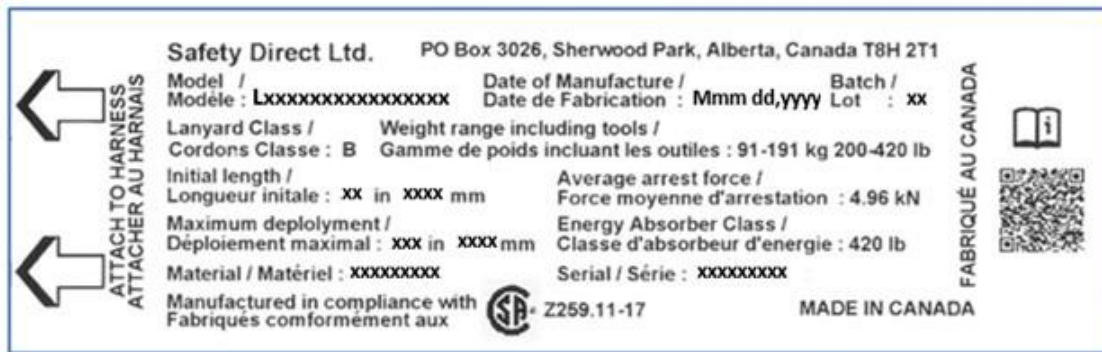 Safety Direct Ltd. PO Box 3026, Sherwood Park, Alberta, Canada T8H 2T1
Model / Date of Manufacture / Batch /
Modèle : Lxxxxxxxxxxxxxxxxx Date de Fabrication : Mmm dd,yyyy Lot : xx
Lanyard Class / Weight range including tools /
Cordons Classe : B Gamme de poids incluant les outiles : 91-191 kg 200-420 lb
Initial length / Average arrest force /
Longueur initale : xx in xxxx mm Force moyenne d'arrestation : 4.96 kN
Maximum deplolyment / Energy Absorber Class /
Déploiement maximal : xxx in xxxx mm Classe d'absorbeur d'energie : 420 lb
Material / Matériel : xxxxxxxxx Serial / Série : xxxxxxxxx
Manufactured in compliance with
Fabriqués comformément aux CSA Z259.11-17 MADE IN CANADA
ATTACH TO HARNESS
ATTACHER AU HARNAIS
FABRIQUÉ AU CANADA
i